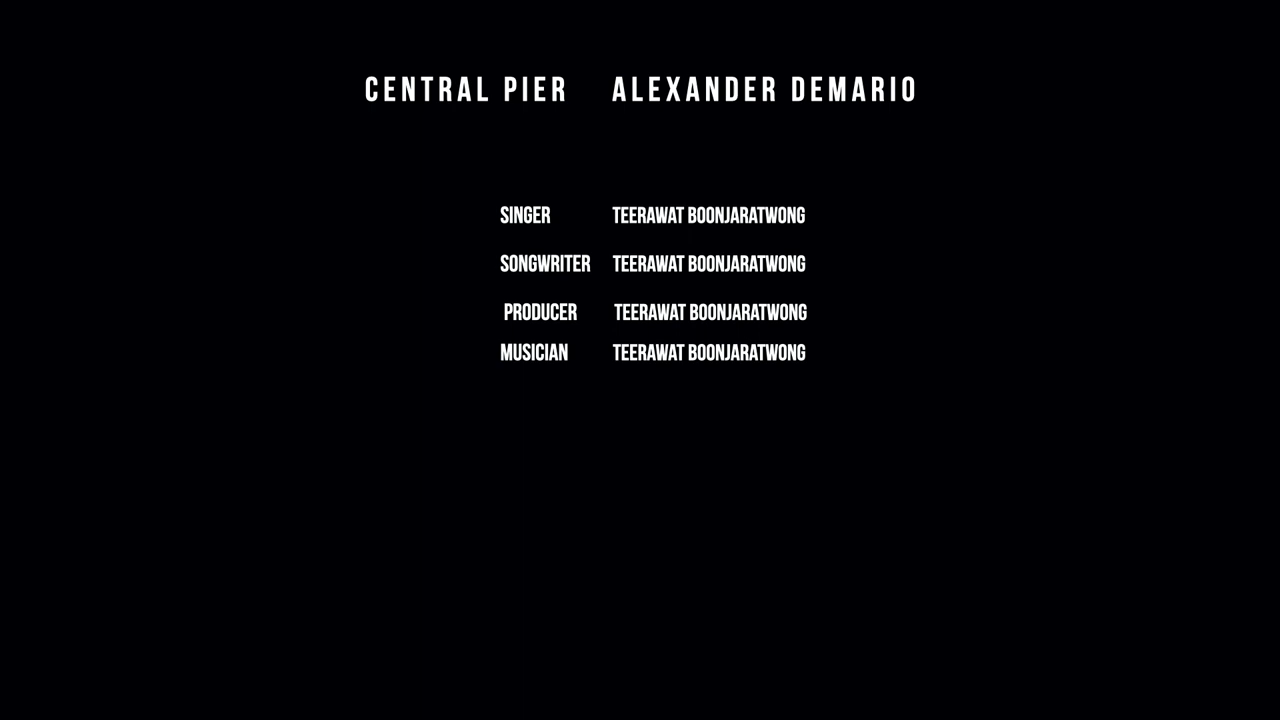 CENTRAL PIER ALEXANDER DEMARIO
SINGER TEERAWAT BOONJARATWONG
SONGWRITER TEERAWAT BOONJARATWONG
PRODUCER TEERAWAT BOONJARATWONG
MUSICIAN TEERAWAT BOONJARATWONG